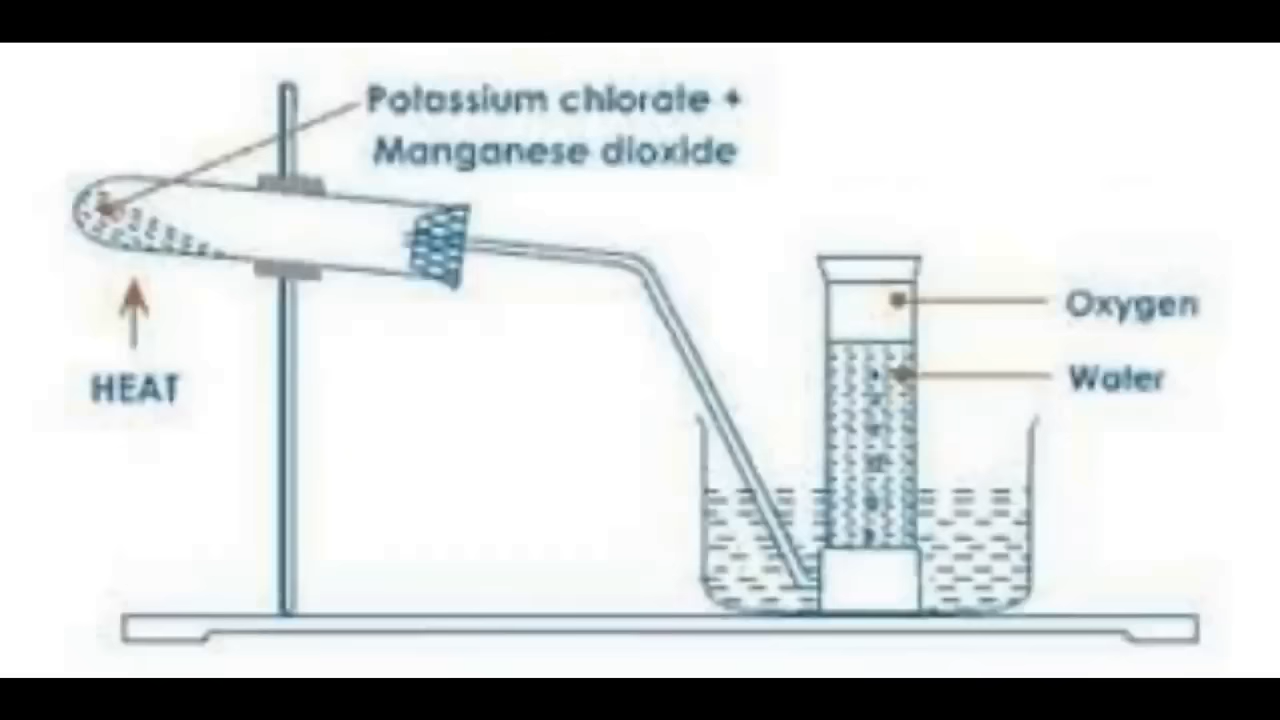 Potassium chlorate +
Manganese dioxide
Oxygen
Water
HEAT